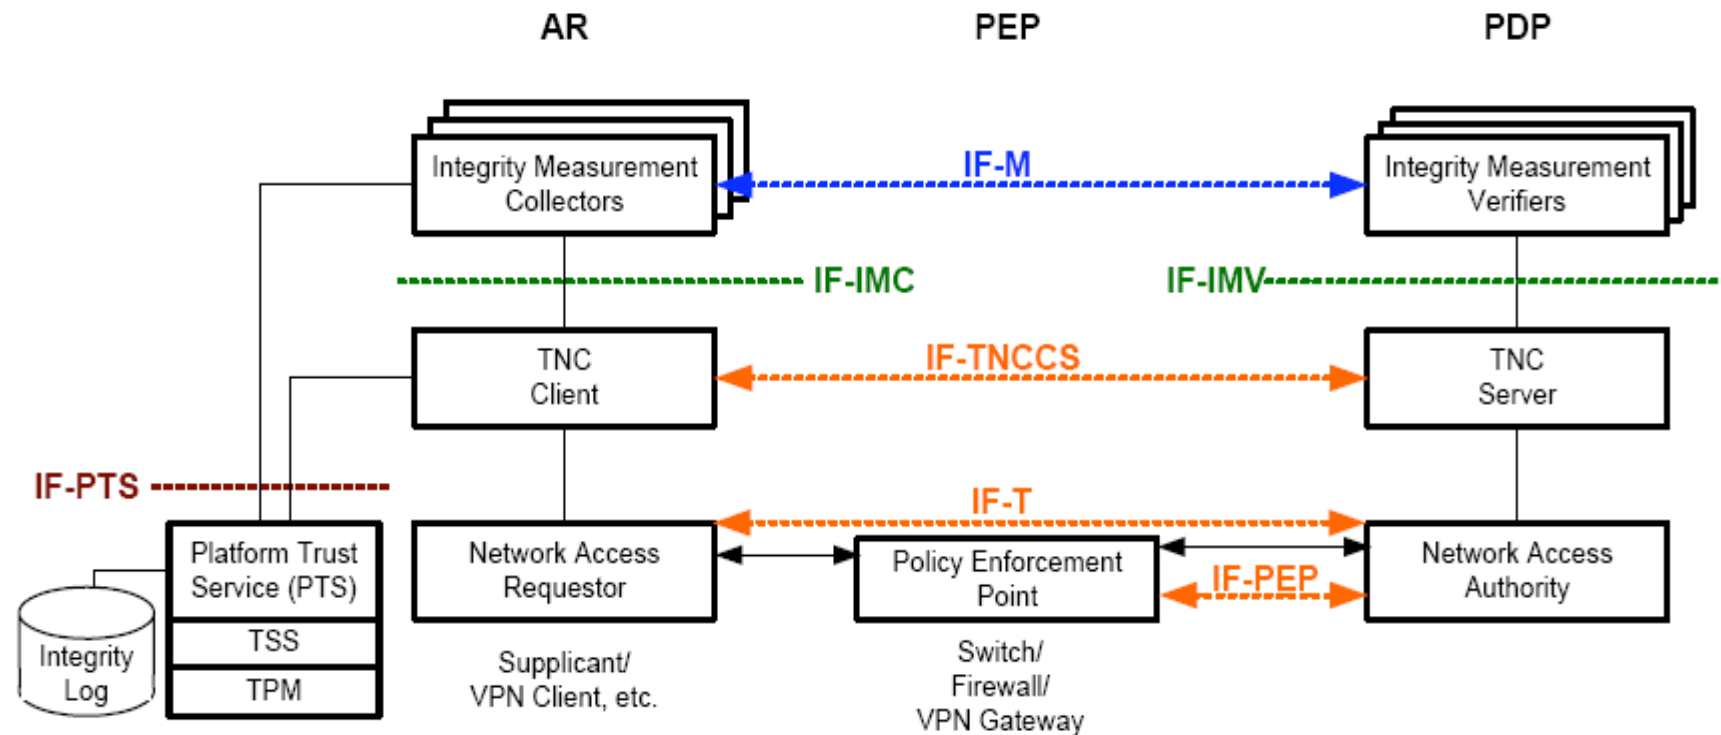 AR
PEP
PDP
Integrity Measurement
Collectors
IF-M
Integrity Measurement
Verifiers
IF-IMC
IF-IMV
TNC
Client
IF-TNCCS
TNC
Server
IF-PTS
IF-T
Platform Trust
Service (PTS)
TSS
TPM
Integrity
Log
Network Access
Requestor
Policy Enforcement
Point
IF-PEP
Network Access
Authority
Supplicant/
VPN Client, etc.
Switch/
Firewall/
VPN Gateway